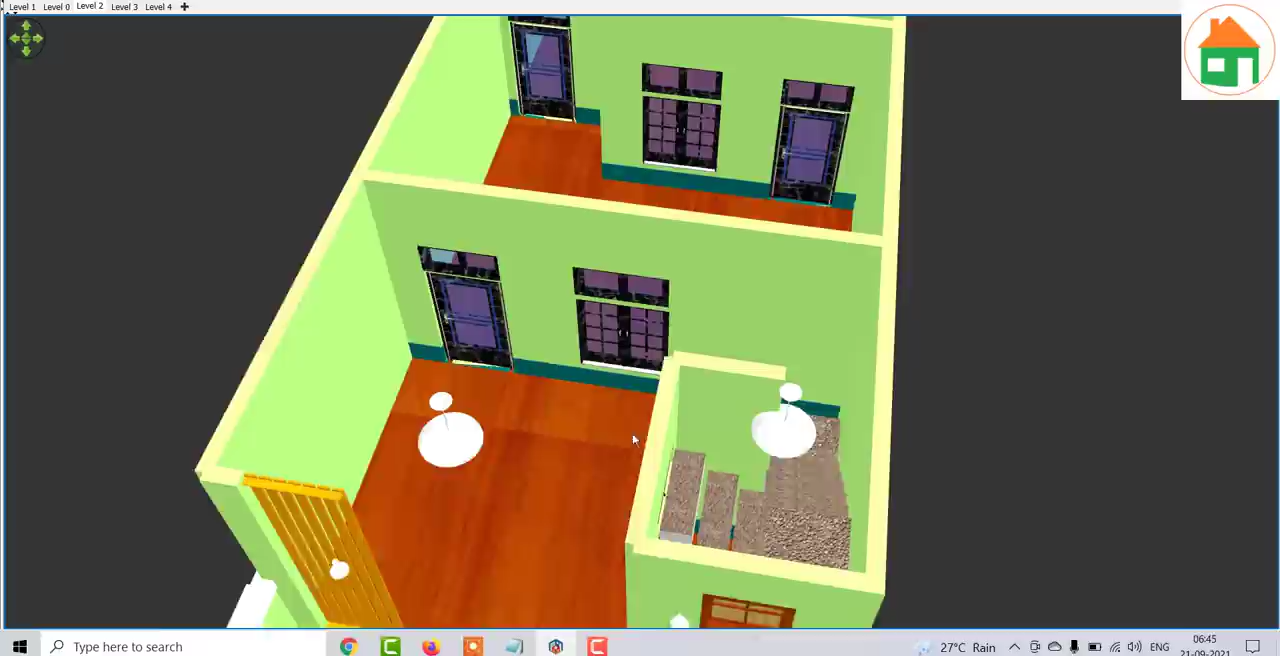 Level 1 Level 0 Level 2 Level 3 Level 4
Type here to search
27°C Rain
ENG
06:45
21-09-2021